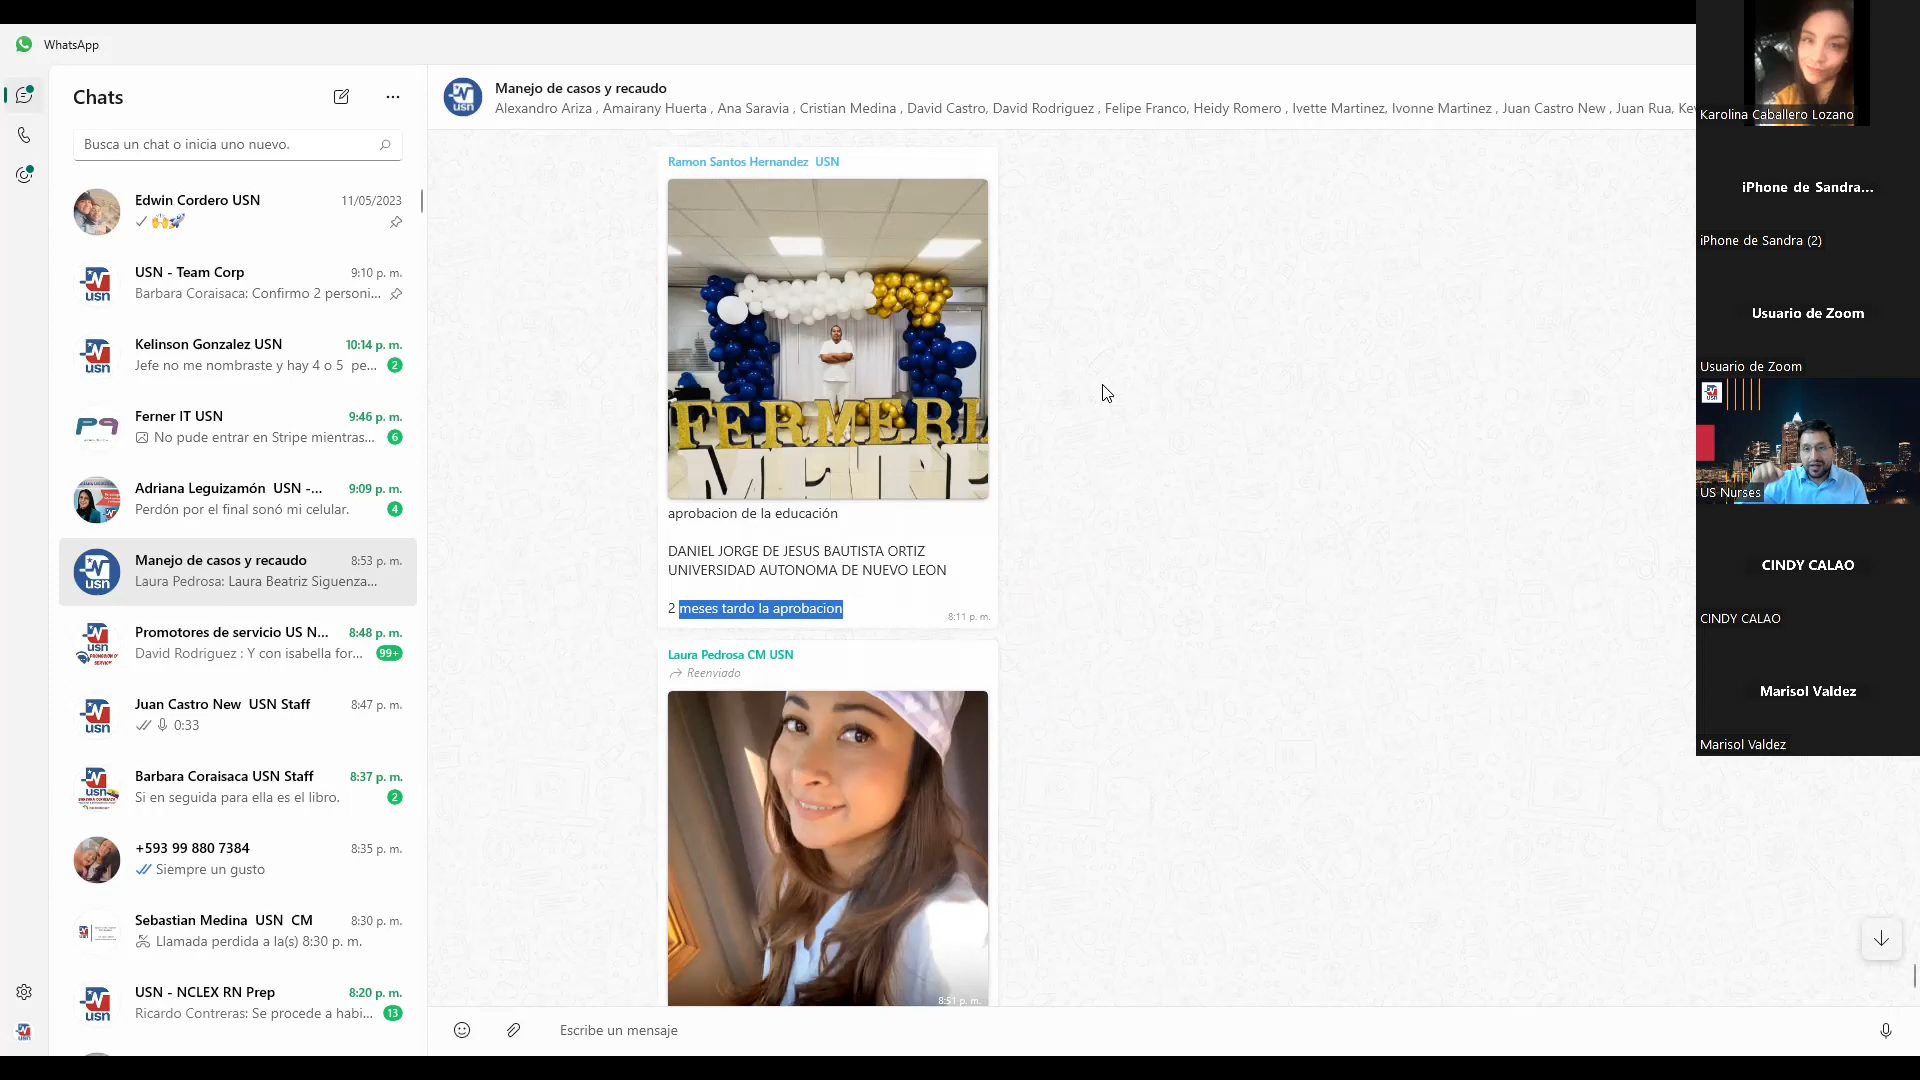 WhatsApp
Chats
Busca un chat o inicia uno nuevo.
Edwin Cordero USN
11/05/2023
USN - Team Corp
9:10 p. m.
Barbara Coraisaca: Confirmo 2 personi...
Kelinson Gonzalez USN
10:14 p. m.
Jefe no me nombraste y hay 4 o 5 pe...
2
Ferner IT USN
9:46 p. m.
No pude entrar en Stripe mientras...
6
Adriana Leguizamón USN -...
9:09 p. m.
Perdón por el final sonó mi celular.
4
Manejo de casos y recaudo
8:53 p. m.
Laura Pedrosa: Laura Beatriz Siguenza...
Promotores de servicio US N...
8:48 p. m.
David Rodriguez : Y con isabella for...
99+
Juan Castro New USN Staff
8:47 p. m.
0:33
Barbara Coraisaca USN Staff
8:37 p. m.
Si en seguida para ella es el libro.
2
+593 99 880 7384
8:35 p. m.
Siempre un gusto
Sebastian Medina USN CM
8:30 p. m.
Llamada perdida a la(s) 8:30 p. m.
USN - NCLEX RN Prep
8:20 p. m.
Ricardo Contreras: Se procede a habi...
13
Manejo de casos y recaudo
Alexandro Ariza , Amairany Huerta , Ana Saravia , Cristian Medina , David Castro, David Rodriguez , Felipe Franco, Heidy Romero , Ivette Martinez, Ivonne Martinez , Juan Castro New , Juan Rua, Ke
Ramon Santos Hernandez USN
FERMERI
aprobacion de la educación
DANIEL JORGE DE JESUS BAUTISTA ORTIZ
UNIVERSIDAD AUTONOMA DE NUEVO LEON
2 meses tardo la aprobacion
8:11 p. m.
Laura Pedrosa CM USN
Reenviado
8:51 p. m.
Escribe un mensaje
Karolina Caballero Lozano
iPhone de Sandra...
iPhone de Sandra (2)
Usuario de Zoom
Usuario de Zoom
US Nurses
CINDY CALAO
CINDY CALAO
Marisol Valdez
Marisol Valdez